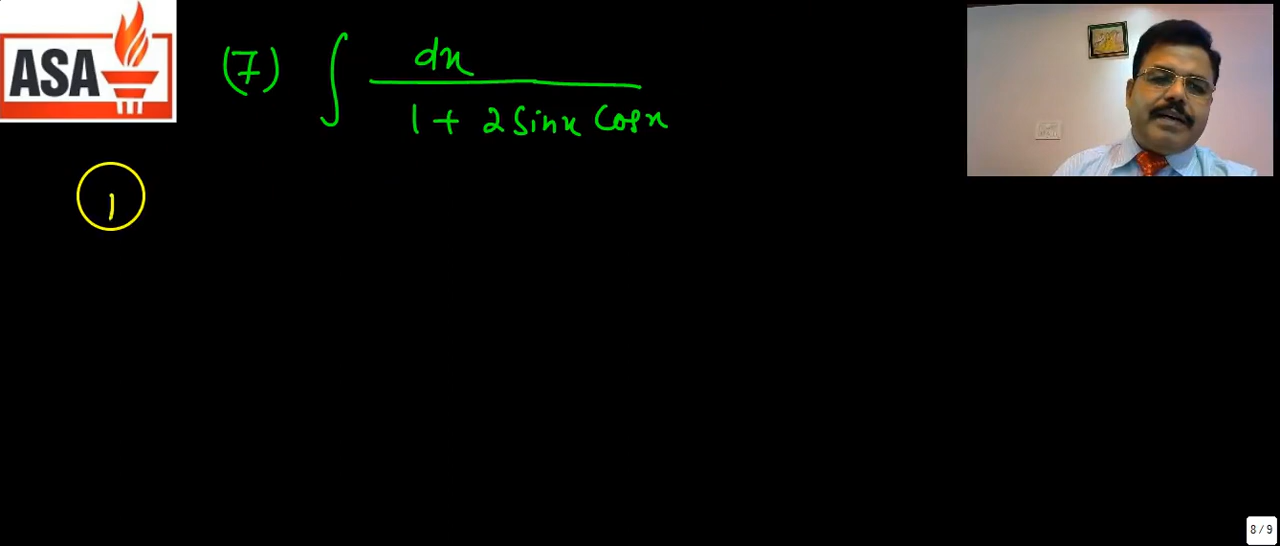 ASA
(7) ∫ dx
1 + 2 sinx cosx
1
8/9